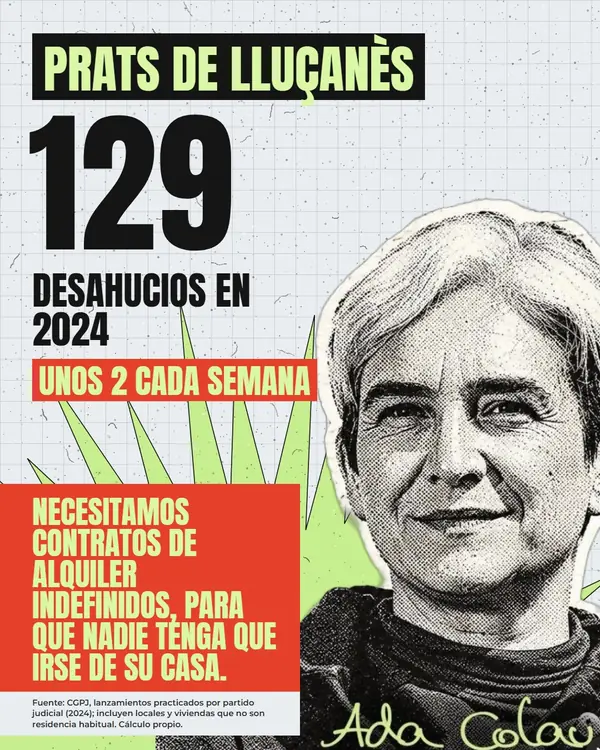 PRATS DE LLUÇANÈS
129
DESAHUCIOS EN
2024
UNOS 2 CADA SEMANA
NECESITAMOS
CONTRATOS DE
ALQUILER
INDEFINIDOS, PARA
QUE NADIE TENGA QUE
IRSE DE SU CASA.
Fuente: CGPJ, lanzamientos practicados por partido
judicial (2024); incluyen locales y viviendas que no son
residencia habitual. Cálculo propio.
Ada Colau